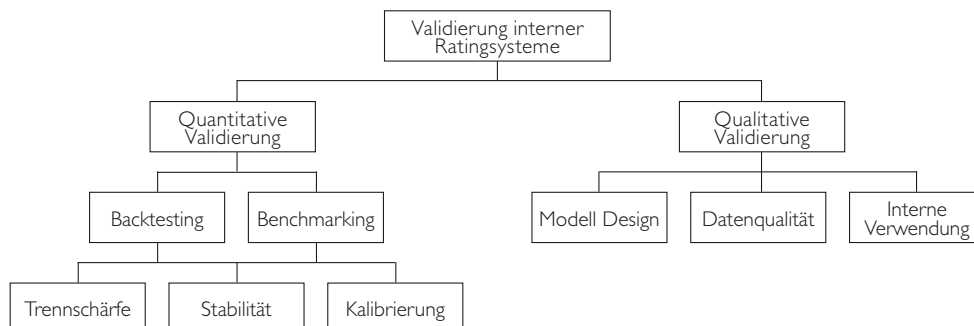 Validierung interner
Ratingsysteme
Quantitative
Validierung
Qualitative
Validierung
Backtesting
Benchmarking
Modell Design
Datenqualität
Interne
Verwendung
Trennschärfe
Stabilität
Kalibrierung